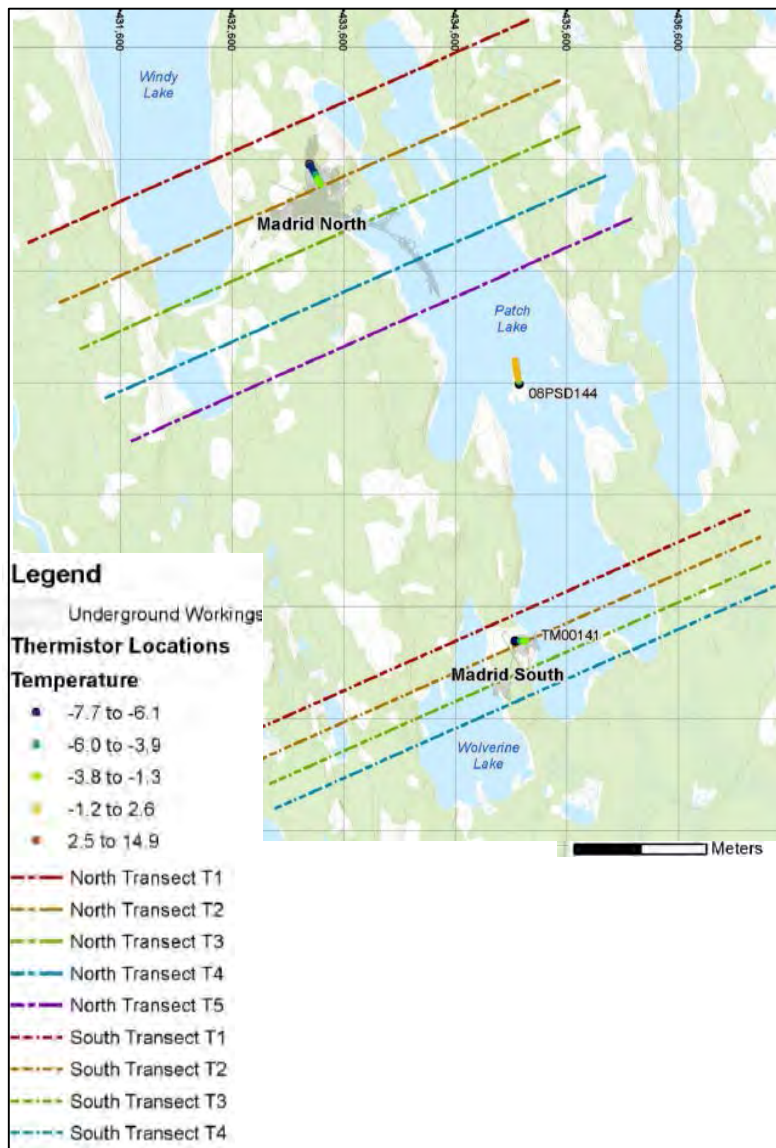 431,600
432,600
433,600
434,600
435,600
436,600
Windy
Lake
Madrid North
Patch
Lake
08PSD144
TM00141
Madrid South
Wolverine
Lake
Meters
Legend
Underground Workings
Thermistor Locations
Temperature
-7.7 to -6.1
-6.0 to -3.9
-3.8 to -1.3
-1.2 to 2.6
2.5 to 14.9
North Transect T1
North Transect T2
North Transect T3
North Transect T4
North Transect T5
South Transect T1
South Transect T2
South Transect T3
South Transect T4